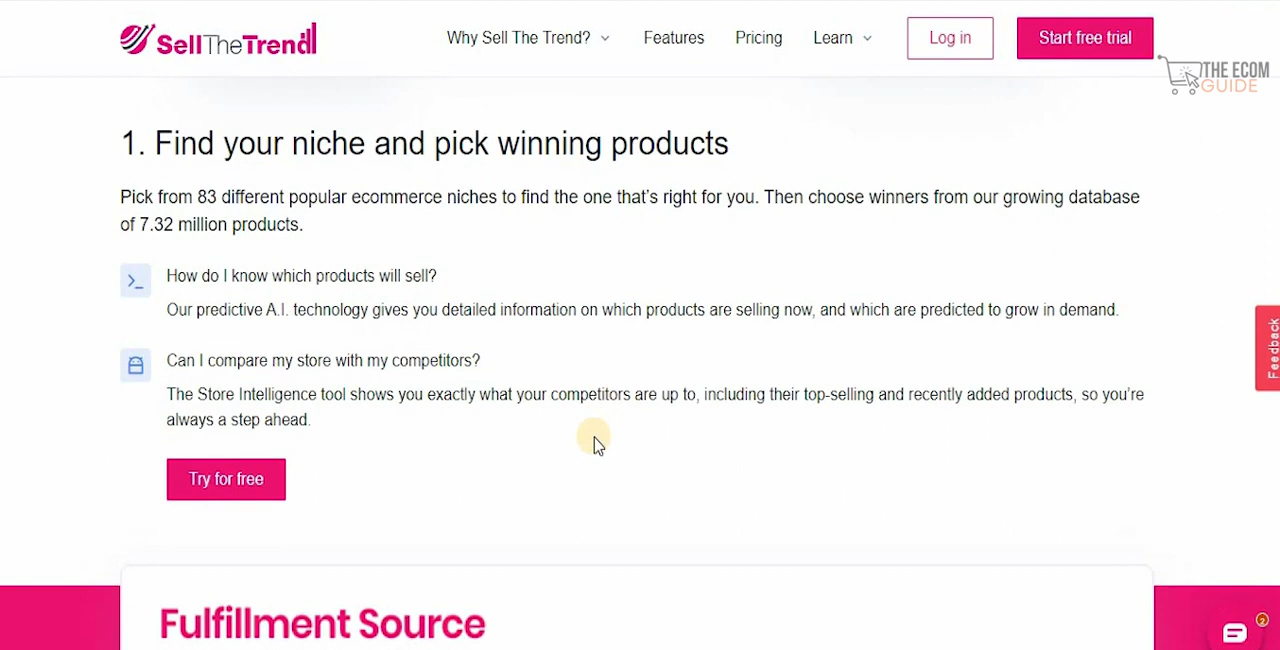 SellTheTrend
Why Sell The Trend?
Features
Pricing
Learn
Log in
Start free trial
THE ECOM
GUIDE
1. Find your niche and pick winning products
Pick from 83 different popular ecommerce niches to find the one that’s right for you. Then choose winners from our growing database
of 7.32 million products.
How do I know which products will sell?
Our predictive A.I. technology gives you detailed information on which products are selling now, and which are predicted to grow in demand.
Can I compare my store with my competitors?
The Store Intelligence tool shows you exactly what your competitors are up to, including their top-selling and recently added products, so you’re
always a step ahead.
Try for free
Feedback
Fulfillment Source
2